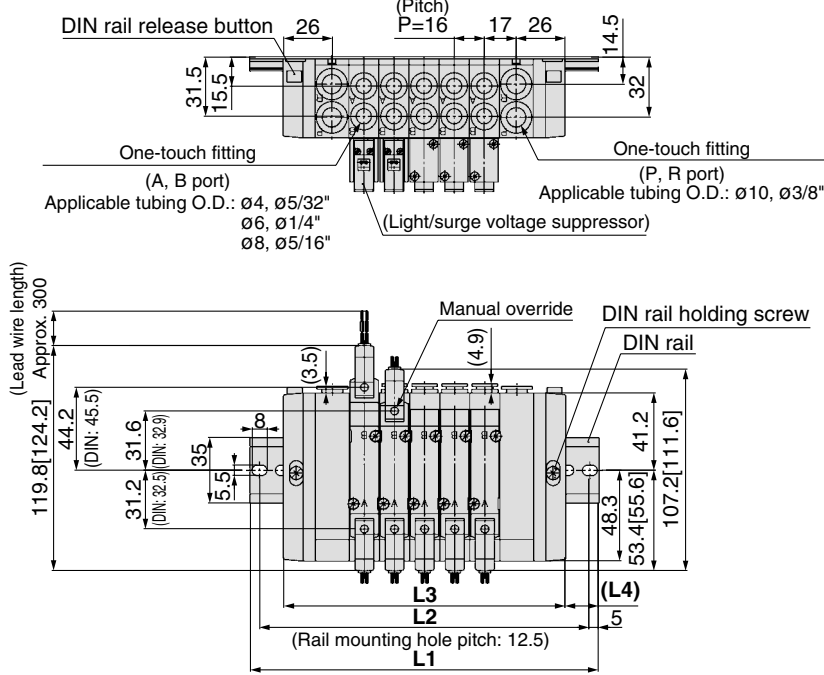 (Pitch)
DIN rail release button
26
P=16
17
26
14.5
31.5
15.5
32
One-touch fitting
(A, B port)
Applicable tubing O.D.: ø4, ø5/32"
ø6, ø1/4"
ø8, ø5/16"
One-touch fitting
(P, R port)
Applicable tubing O.D.: ø10, ø3/8"
(Light/surge voltage suppressor)
(Lead wire length)
Approx. 300
Manual override
DIN rail holding screw
DIN rail
(3.5)
(4.9)
119.8[124.2]
44.2
(DIN: 45.5)
31.6
(DIN: 32.9)
8
35
5.5
31.2
(DIN: 32.5)
B B B B B
A A A A A
41.2
48.3
53.4[55.6]
107.2[111.6]
L3
(L4)
L2
5
(Rail mounting hole pitch: 12.5)
L1